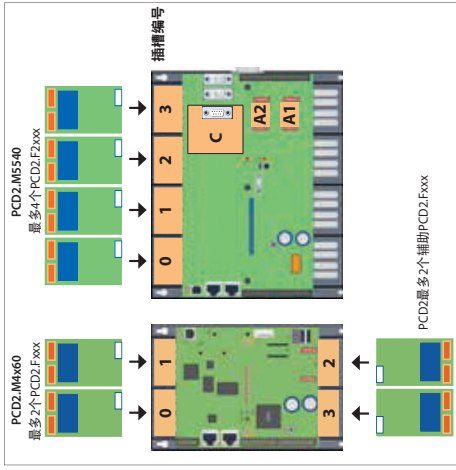 PCD2.M5540
最多4个PCD2.F2xxx
插槽编号
0
1
2
3
C
A2
A1
PCD2.M4x60
最多2个PCD2.Fxxx
0
1
3
2
PCD2最多2个辅助PCD2.Fxxx